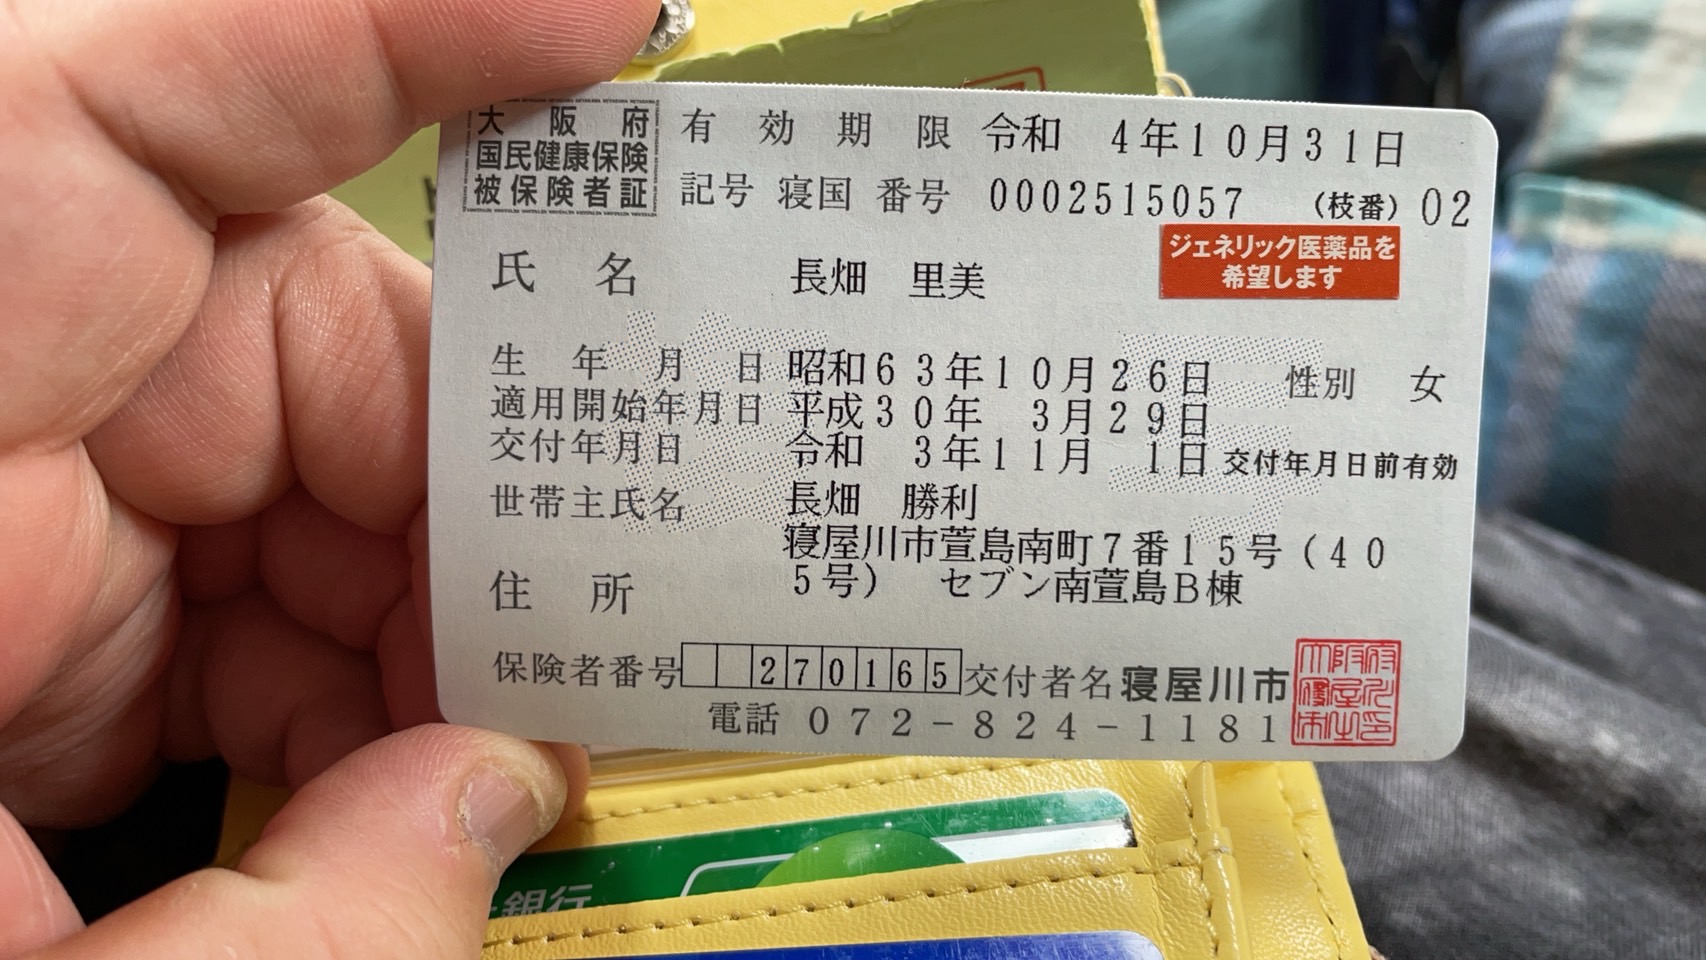 大阪府
国民健康保険
被保険者証
有効期限 令和 4年10月31日
記号 寝国 番号 0002515057 (枝番) 02
ジェネリック医薬品を
希望します
氏名 長畑 里美
生年月日 昭和63年10月26日 性別 女
適用開始年月日 平成30年 3月29日
交付年月日 令和 3年11月 1日 交付年月日前有効
世帯主氏名 長畑 勝利
寝屋川市萱島南町7番15号(40
住所 5号) セブン南萱島B棟
保険者番号 270165 交付者名 寝屋川市
電話 072-824-1181
銀行